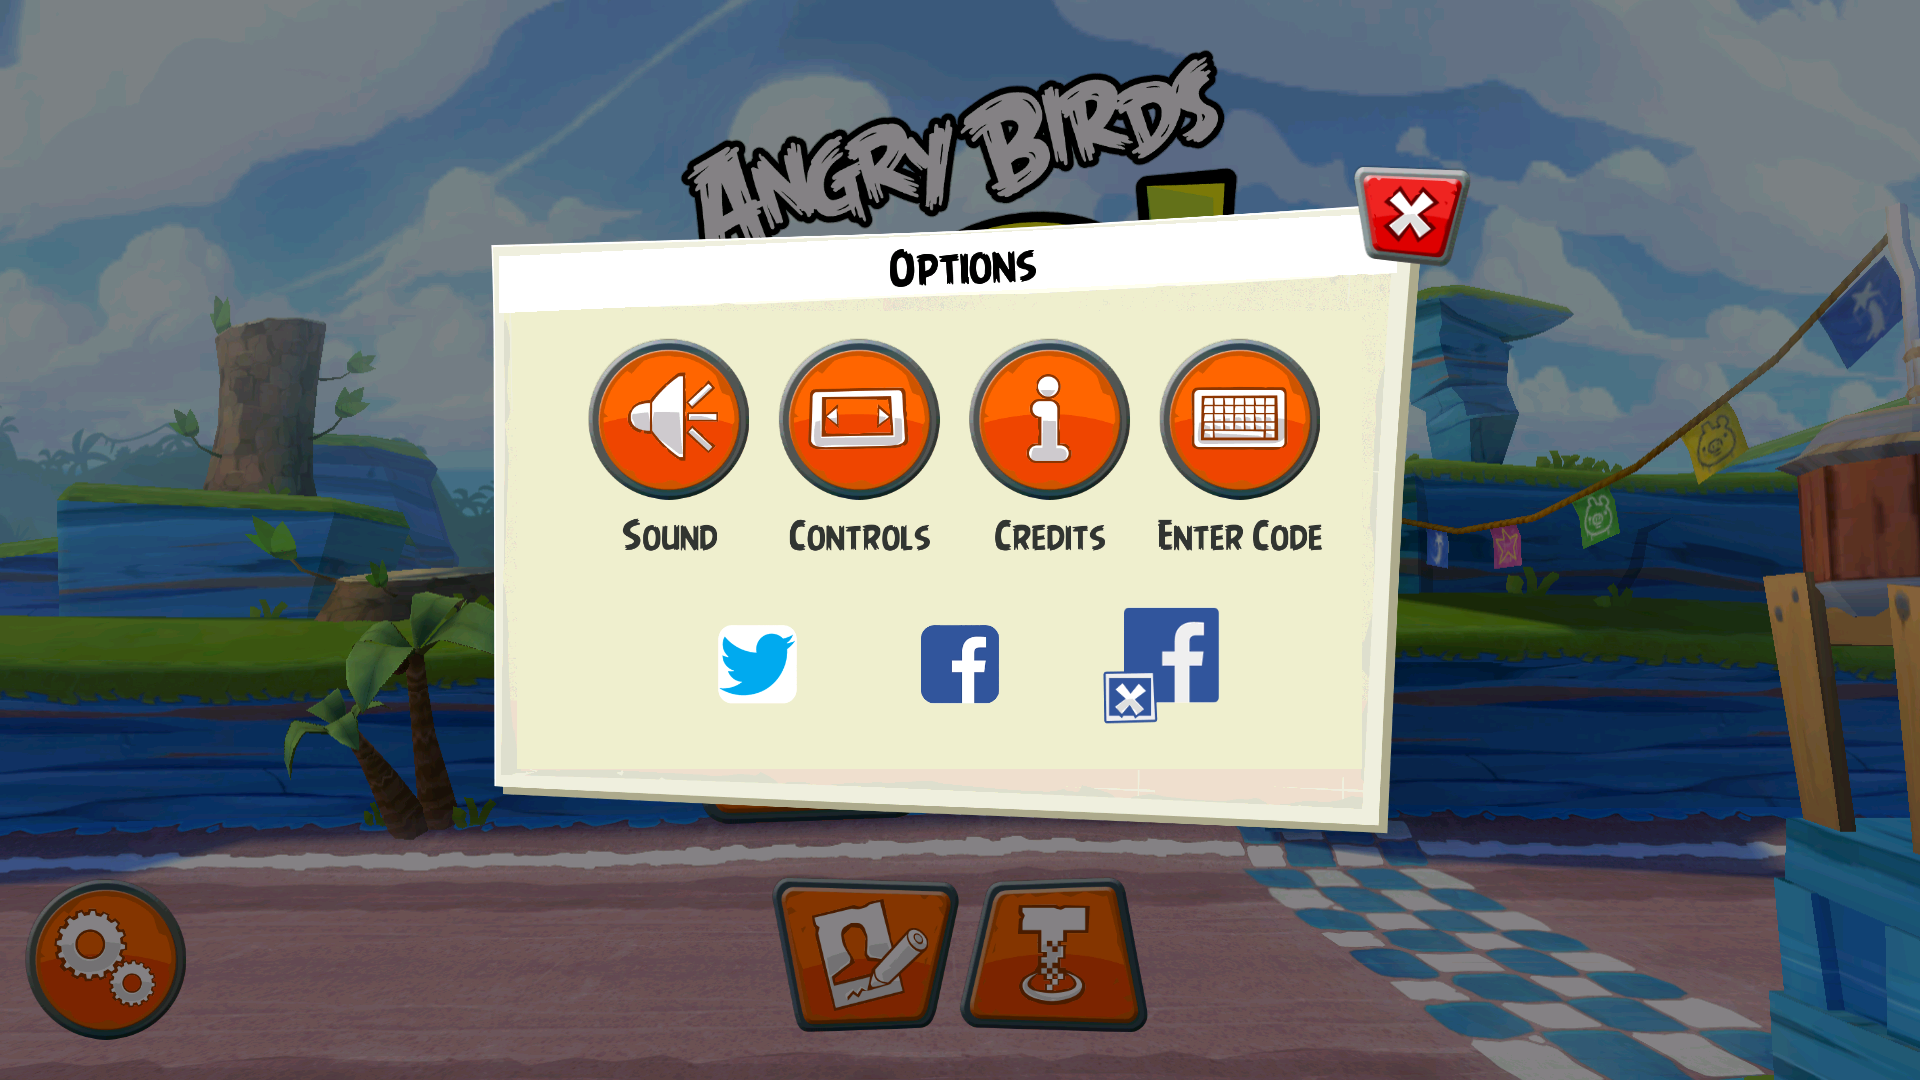 ANGRY BIRDS
OPTIONS
SOUND
CONTROLS
CREDITS
ENTER CODE